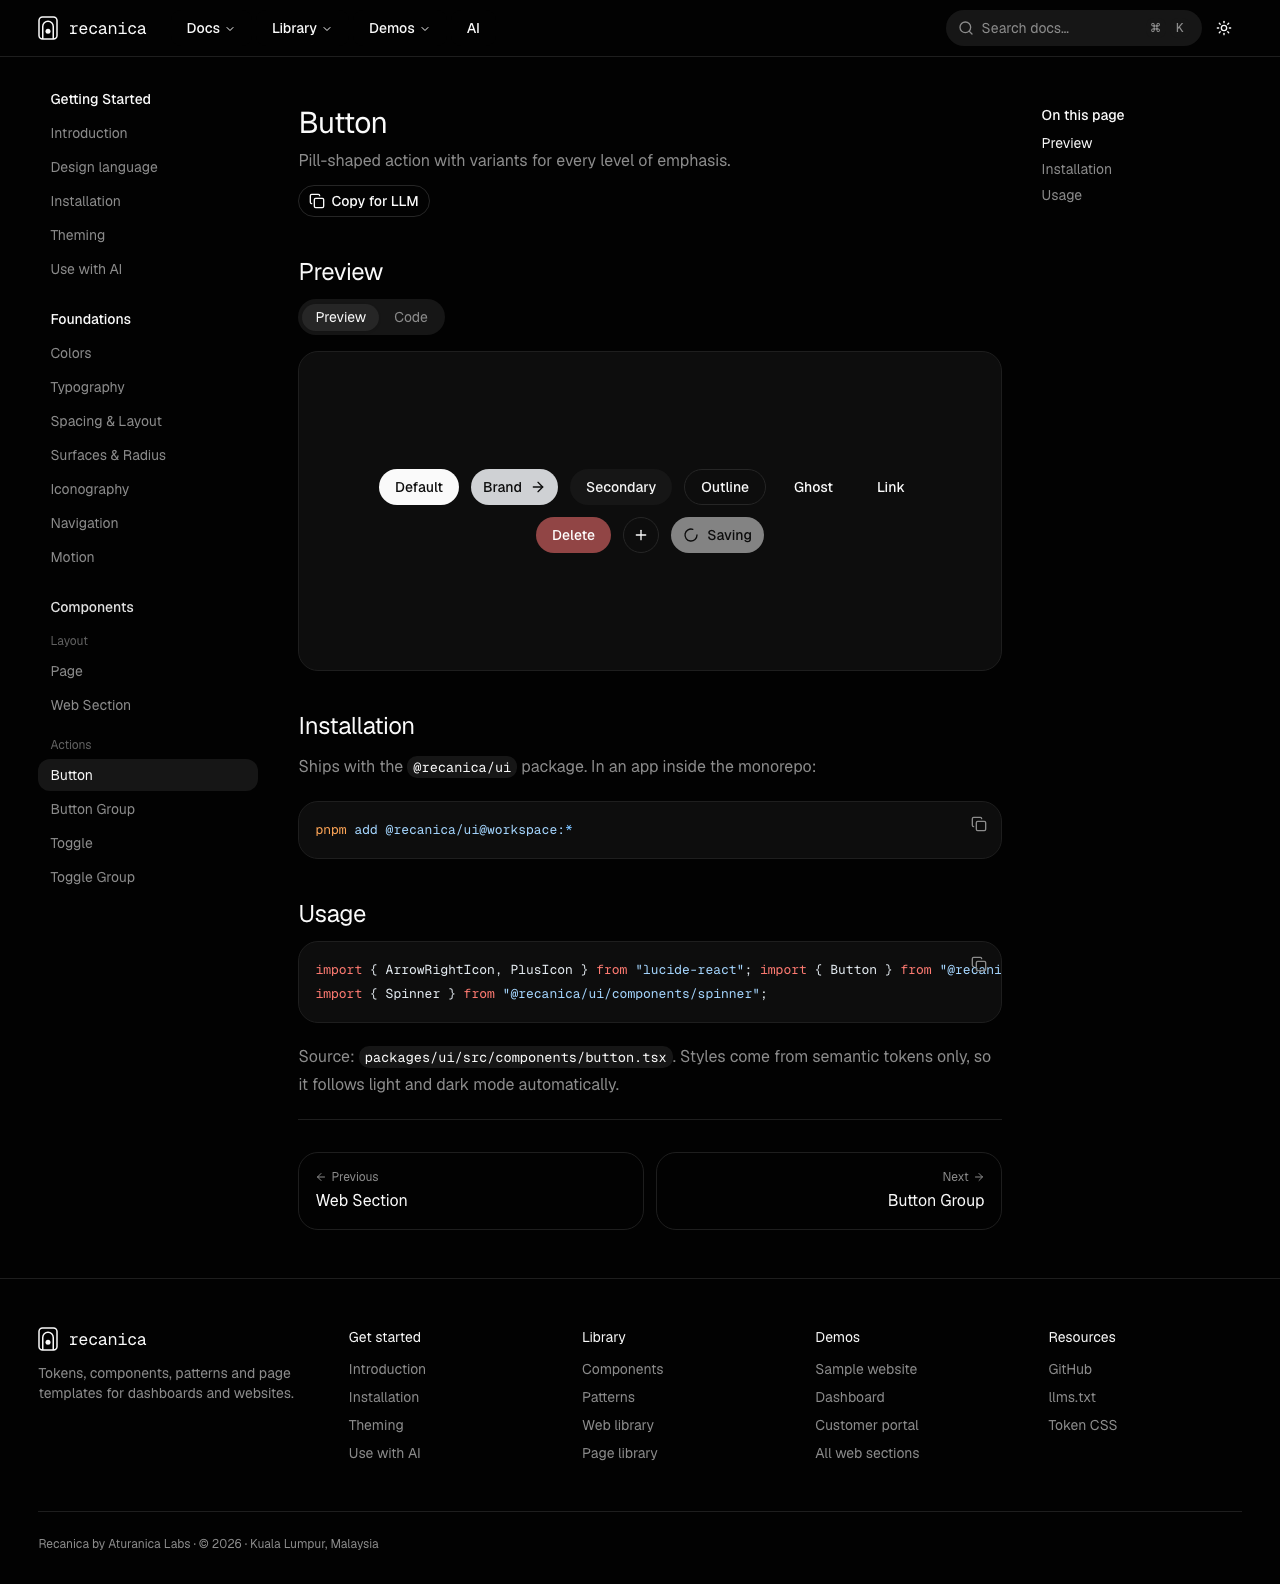 recanica
Docs
Library
Demos
AI
Search docs...
⌘ K
Getting Started
Introduction
Design language
Installation
Theming
Use with AI
Foundations
Colors
Typography
Spacing & Layout
Surfaces & Radius
Iconography
Navigation
Motion
Components
Layout
Page
Web Section
Actions
Button
Button Group
Toggle
Toggle Group
Button
Pill-shaped action with variants for every level of emphasis.
Copy for LLM
Preview
Preview Code
Default Brand Secondary Outline Ghost Link
Delete Saving
Installation
Ships with the @recanica/ui package. In an app inside the monorepo:
pnpm add @recanica/ui@workspace:*
Usage
import { ArrowRightIcon, PlusIcon } from "lucide-react"; import { Button } from "@recani
import { Spinner } from "@recanica/ui/components/spinner";
Source: packages/ui/src/components/button.tsx. Styles come from semantic tokens only, so
it follows light and dark mode automatically.
Previous
Web Section
Next
Button Group
On this page
Preview
Installation
Usage
recanica
Tokens, components, patterns and page
templates for dashboards and websites.
Get started
Introduction
Installation
Theming
Use with AI
Library
Components
Patterns
Web library
Page library
Demos
Sample website
Dashboard
Customer portal
All web sections
Resources
GitHub
llms.txt
Token CSS
Recanica by Aturanica Labs · © 2026 · Kuala Lumpur, Malaysia